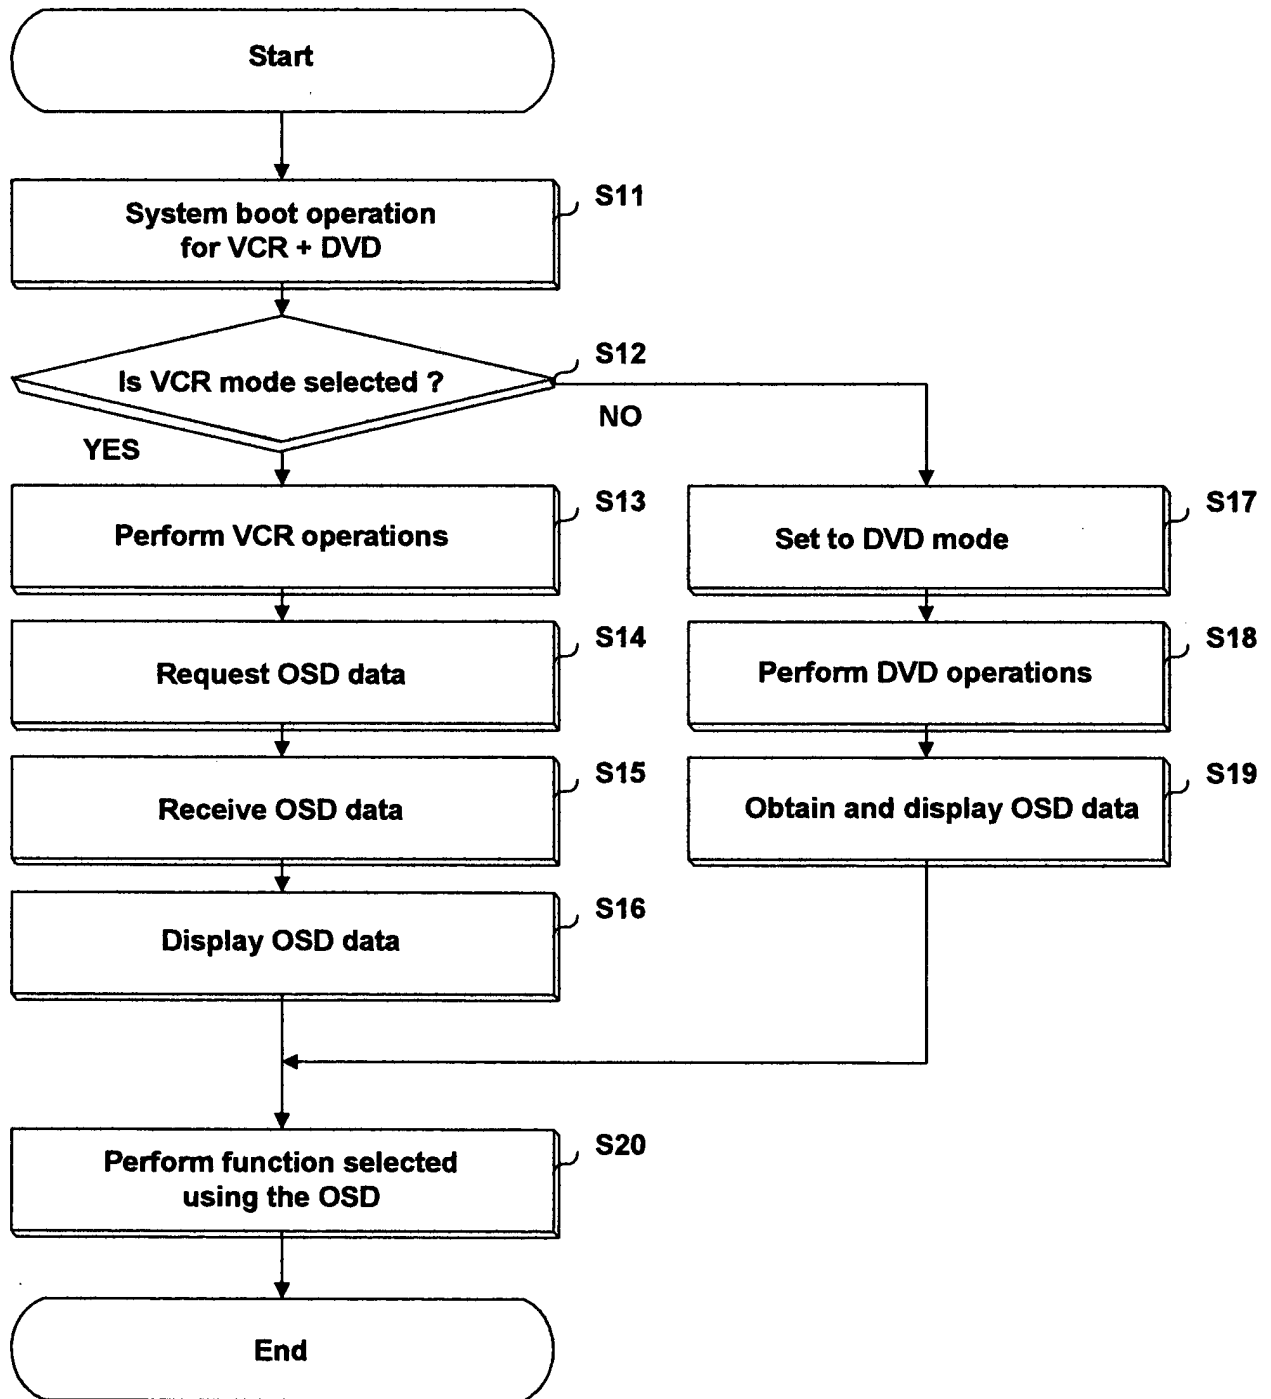 Start
System boot operation
for VCR + DVD
S11
Is VCR mode selected ?
S12
YES
NO
Perform VCR operations
S13
Set to DVD mode
S17
Request OSD data
S14
Perform DVD operations
S18
Receive OSD data
S15
Obtain and display OSD data
S19
Display OSD data
S16
Perform function selected
using the OSD
S20
End